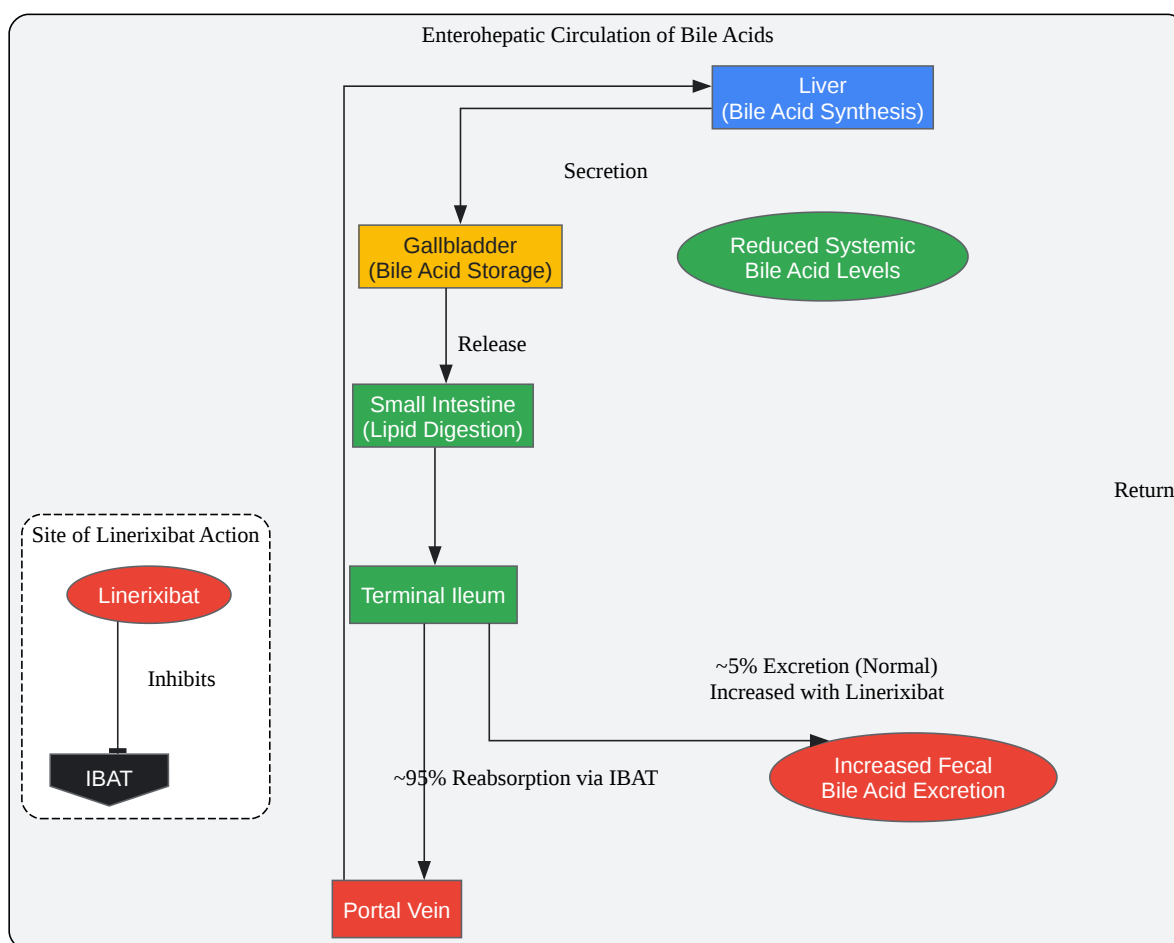 Enterohepatic Circulation of Bile Acids
Liver
(Bile Acid Synthesis)
Secretion
Gallbladder
(Bile Acid Storage)
Reduced Systemic
Bile Acid Levels
Release
Small Intestine
(Lipid Digestion)
Return
Site of Linerixibat Action
Linerixibat
Terminal Ileum
Inhibits
~5% Excretion (Normal)
Increased with Linerixibat
IBAT
~95% Reabsorption via IBAT
Increased Fecal
Bile Acid Excretion
Portal Vein